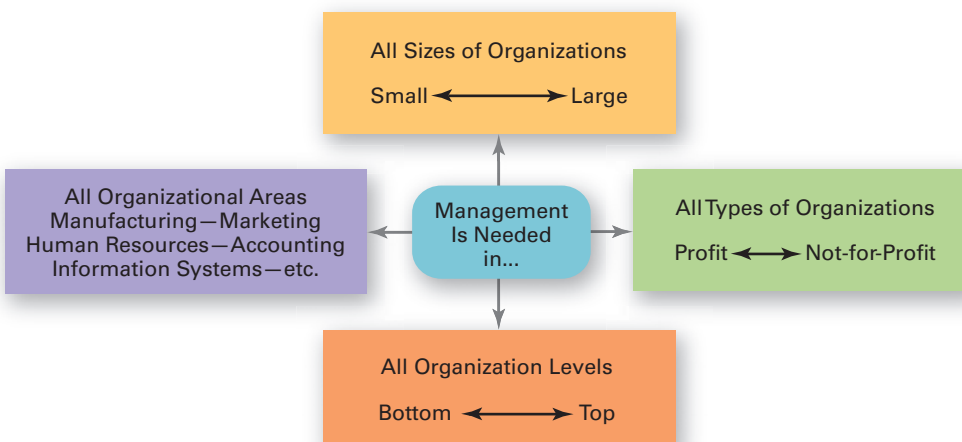 All Sizes of Organizations
Small Large
All Organizational Areas
Manufacturing—Marketing
Human Resources—Accounting
Information Systems—etc.
Management
Is Needed
in...
All Types of Organizations
Profit Not-for-Profit
All Organization Levels
Bottom Top